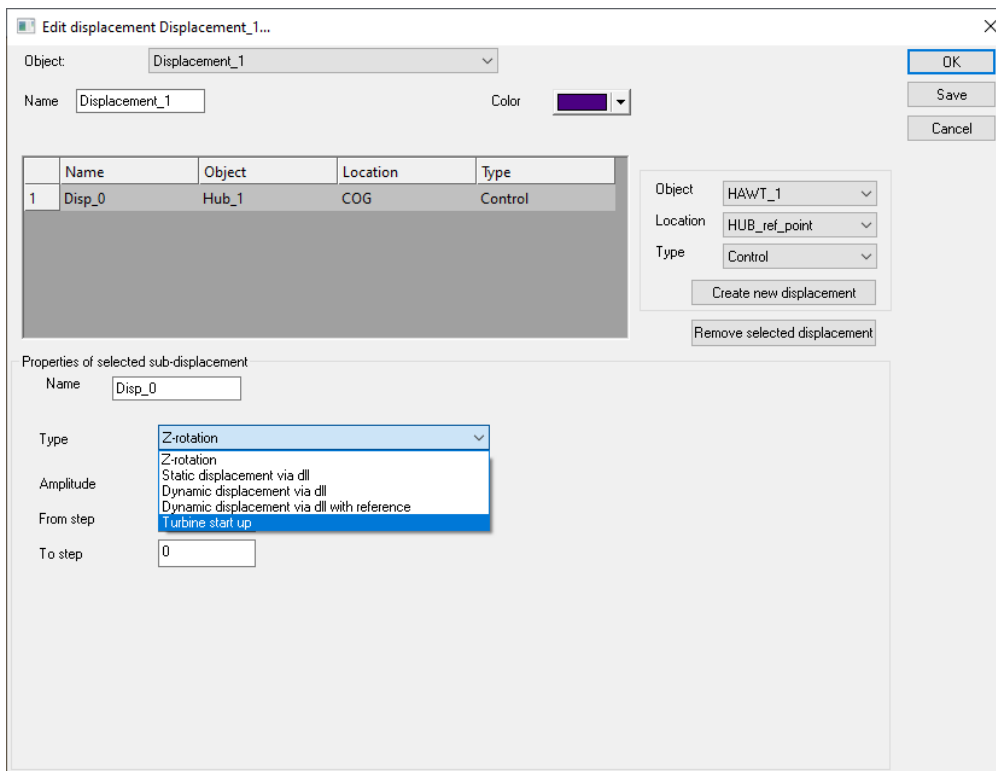 Edit displacement Displacement_1...
Object: Displacement_1
OK
Name Displacement_1 Color
Save
Cancel
Name Object Location Type
1 Disp_0 Hub_1 COG Control
Object HAWT_1
Location HUB_ref_point
Type Control
Create new displacement
Remove selected displacement
Properties of selected sub-displacement
Name Disp_0
Type Z-rotation
Z-rotation
Static displacement via dll
Amplitude
Dynamic displacement via dll
Dynamic displacement via dll with reference
From step
Turbine start up
To step 0